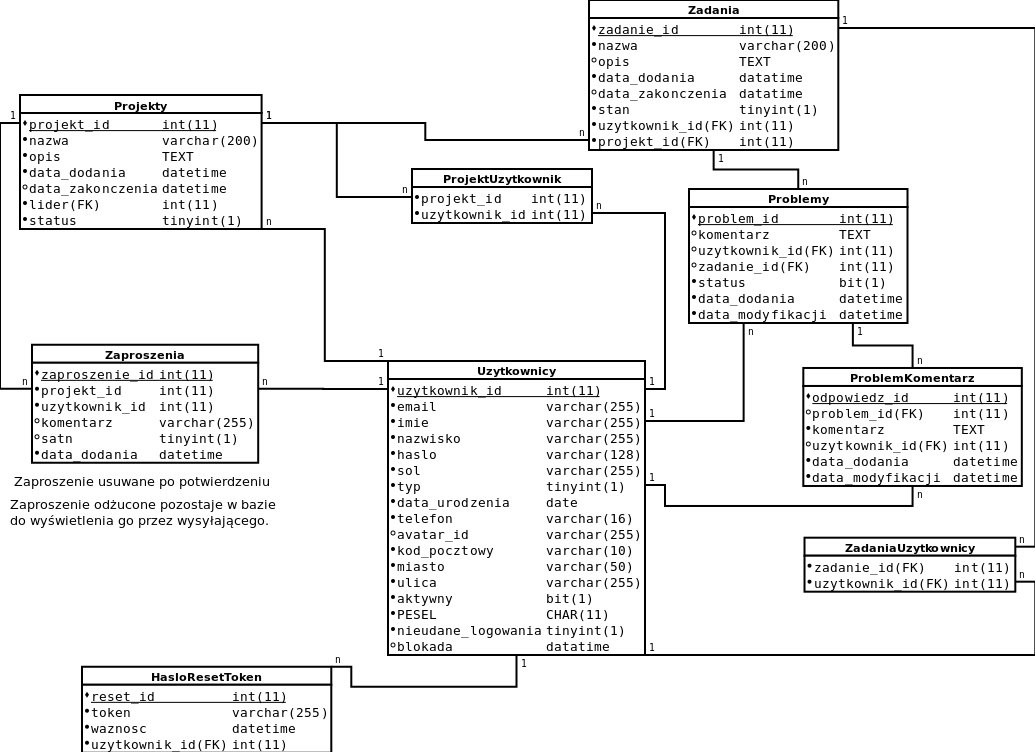 Zadania
zadanie_id int(11)
nazwa varchar(200)
opis TEXT
data_dodania datatime
data_zakonczenia datatime
stan tinyint(1)
uzytkownik_id(FK) int(11)
projekt_id(FK) int(11)
1
n
1
n
Projekty
projekt_id int(11)
nazwa varchar(200)
opis TEXT
data_dodania datetime
data_zakonczenia datetime
lider(FK) int(11)
status tinyint(1)
1
1
n
ProjektUzytkownik
projekt_id int(11)
uzytkownik_id int(11)
n
n
Problemy
problem_id int(11)
komentarz TEXT
uzytkownik_id(FK) int(11)
zadanie_id(FK) int(11)
status bit(1)
data_dodania datetime
data_modyfikacji datetime
n
1
n
Zaproszenia
zaproszenie_id int(11)
projekt_id int(11)
uzytkownik_id int(11)
komentarz varchar(255)
satn tinyint(1)
data_dodania datetime
n
n
Zaproszenie usuwane po potwierdzeniu
Zaproszenie odżucone pozostaje w bazie
do wyświetlenia go przez wysyłającego.
Uzytkownicy
uzytkownik_id int(11)
email varchar(255)
imie varchar(255)
nazwisko varchar(255)
haslo varchar(128)
sol varchar(255)
typ tinyint(1)
data_urodzenia date
telefon varchar(16)
avatar_id varchar(255)
kod_pocztowy varchar(10)
miasto varchar(50)
ulica varchar(255)
aktywny bit(1)
PESEL CHAR(11)
nieudane_logowania tinyint(1)
blokada datatime
1
1
1
1
1
1
1
ProblemKomentarz
odpowiedz_id int(11)
problem_id(FK) int(11)
komentarz TEXT
uzytkownik_id(FK) int(11)
data_dodania datetime
data_modyfikacji datetime
n
ZadaniaUzytkownicy
zadanie_id(FK) int(11)
uzytkownik_id(FK) int(11)
n
n
HasloResetToken
reset_id int(11)
token varchar(255)
waznosc datetime
uzytkownik_id(FK) int(11)
n